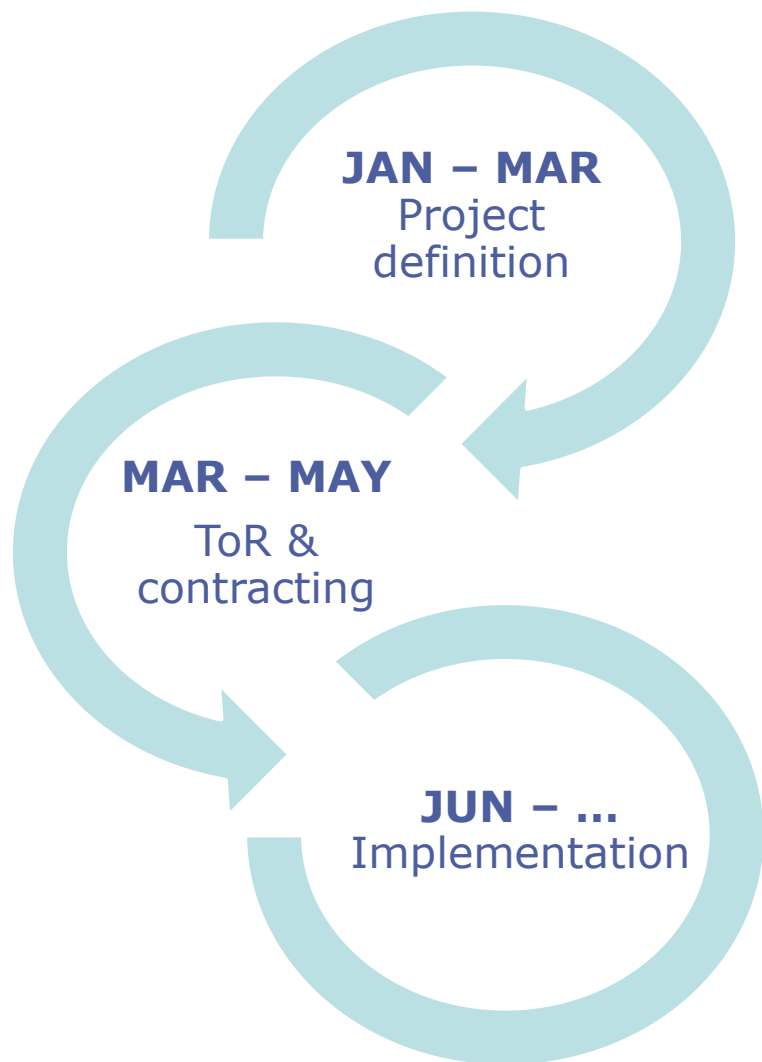 JAN – MAR
Project
definition
MAR – MAY
ToR &
contracting
JUN – …
Implementation